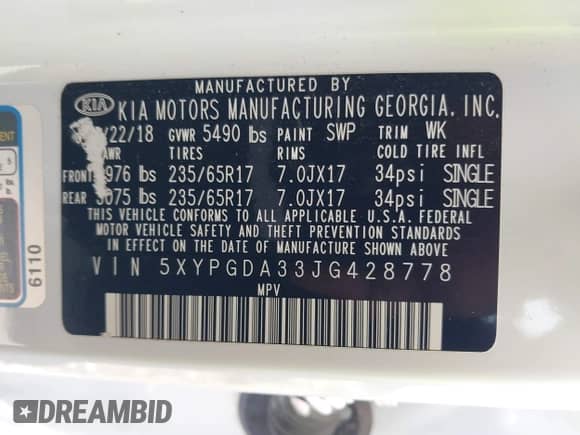 MANUFACTURED BY
KIA KIA MOTORS MANUFACTURING GEORGIA, INC.
/22/18 GVWR 5490 lbs PAINT SWP TRIM WK
AWR TIRES RIMS COLD TIRE INFL
FRONT 976 lbs 235/65R17 7.0JX17 34psi SINGLE
REAR 3075 lbs 235/65R17 7.0JX17 34psi SINGLE
THIS VEHICLE CONFORMS TO ALL APPLICABLE U.S.A. FEDERAL
MOTOR VEHICLE SAFETY AND THEFT PREVENTION STANDARDS
IN EFFECT ON THE DATE OF MANUFACTURE SHOWN ABOVE.
VIN 5XYPGDA33JG428778
MPV
6110
DREAMBID